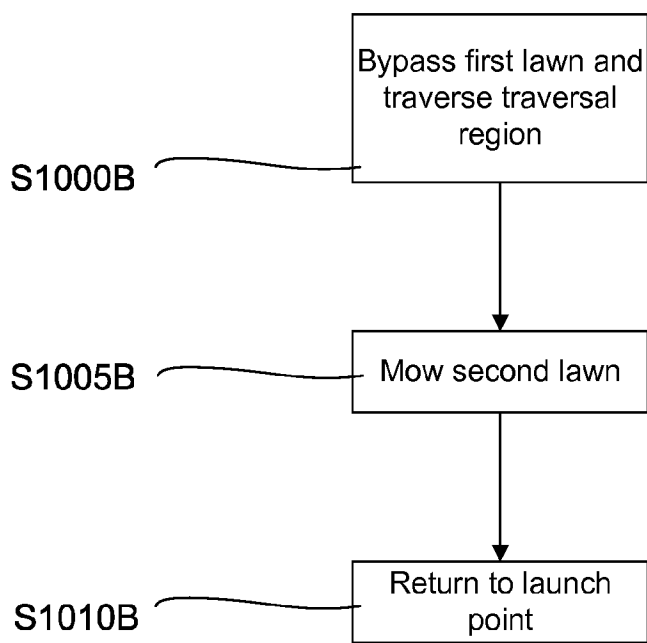 Bypass first lawn and
traverse traversal
region
S1000B
Mow second lawn
S1005B
Return to launch
point
S1010B